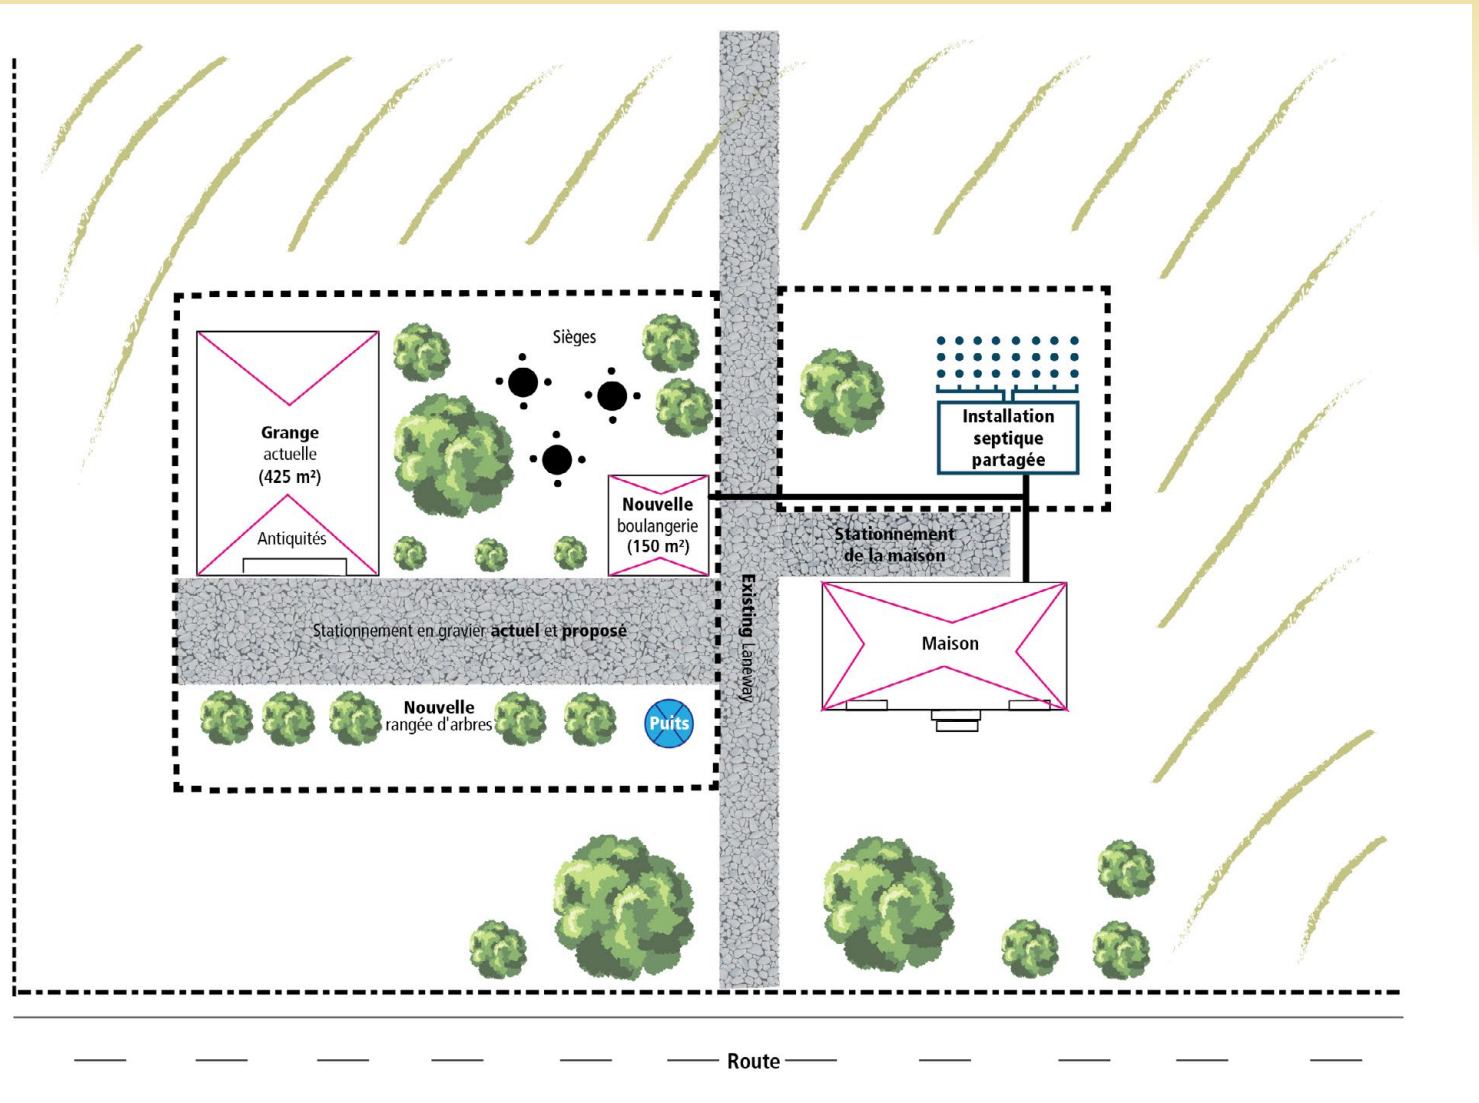 Sièges
Grange
actuelle
(425 m²)
Antiquités
Nouvelle
boulangerie
(150 m²)
Installation
septique
partagée
Stationnement
de la maison
Existing Laneway
Stationnement en gravier actuel et proposé
Maison
Nouvelle
rangée d'arbres
Puits
Route